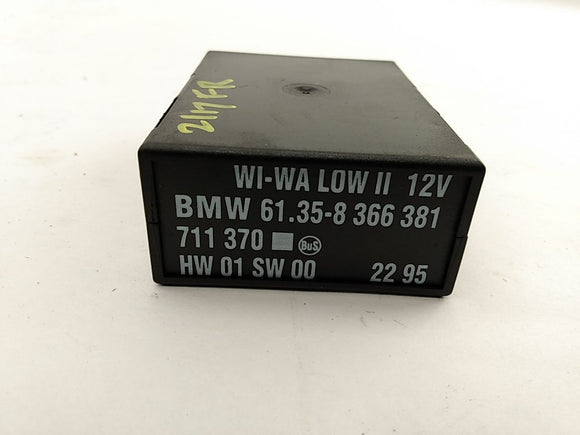 2117FR
WI-WA LOW II 12V
BMW 61.35-8 366 381
711 370 BuS
HW 01 SW 00 22 95